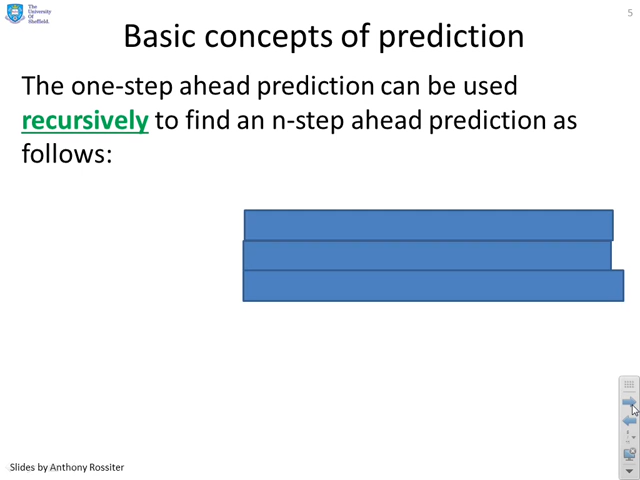 The
University
Of
Sheffield.
5
Basic concepts of prediction
The one-step ahead prediction can be used
recursively to find an n-step ahead prediction as
follows:
Slides by Anthony Rossiter